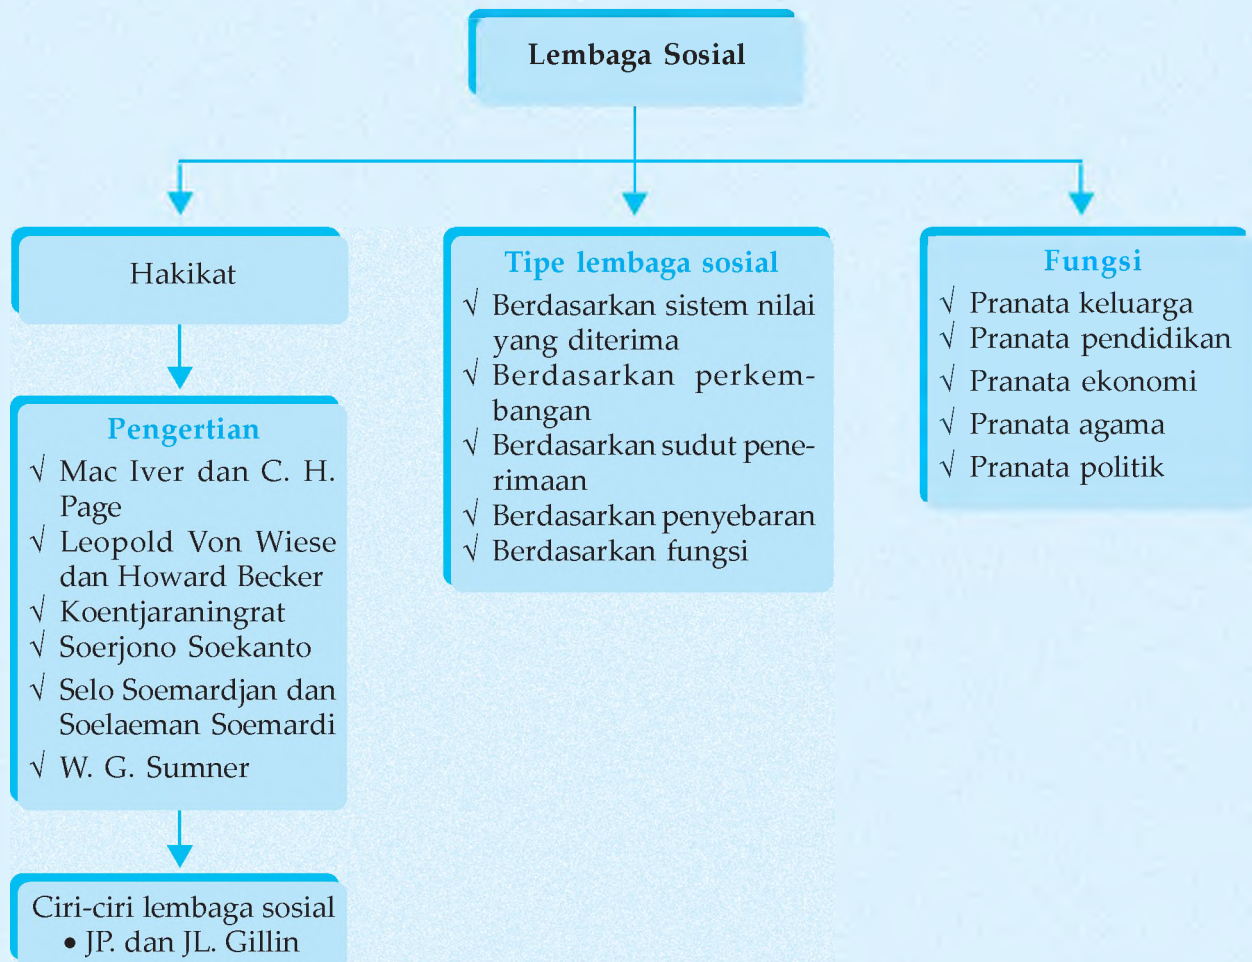 Lembaga Sosial
Hakikat
Pengertian
√ Mac Iver dan C. H.
Page
√ Leopold Von Wiese
dan Howard Becker
√ Koentjaraningrat
√ Soerjono Soekanto
√ Selo Soemardjan dan
Soelaeman Soemardi
√ W. G. Sumner
Ciri-ciri lembaga sosial
• JP. dan JL. Gillin
Tipe lembaga sosial
√ Berdasarkan sistem nilai
yang diterima
√ Berdasarkan perkem-
bangan
√ Berdasarkan sudut pene-
rimaan
√ Berdasarkan penyebaran
√ Berdasarkan fungsi
Fungsi
√ Pranata keluarga
√ Pranata pendidikan
√ Pranata ekonomi
√ Pranata agama
√ Pranata politik